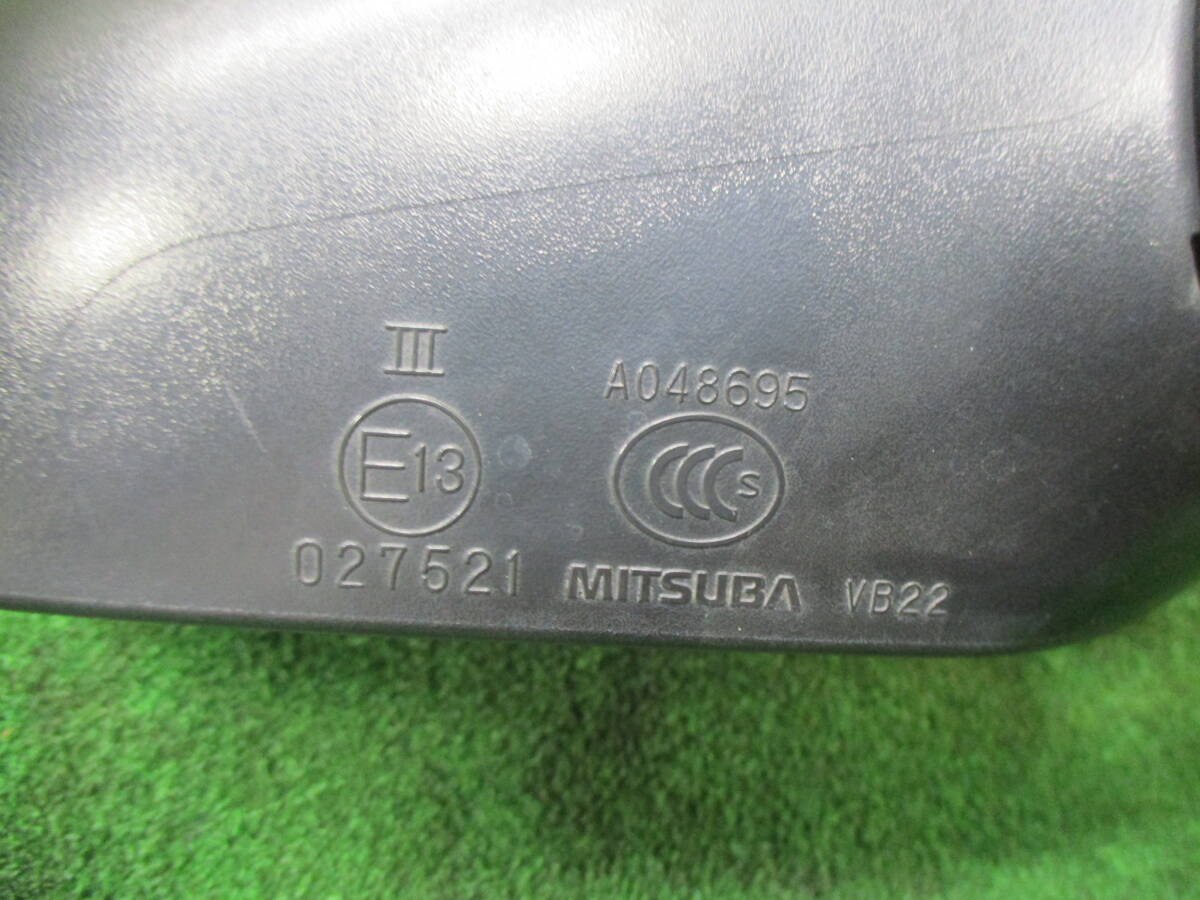 III
E13
027521
A048695
CCC S
MITSUBA VB22